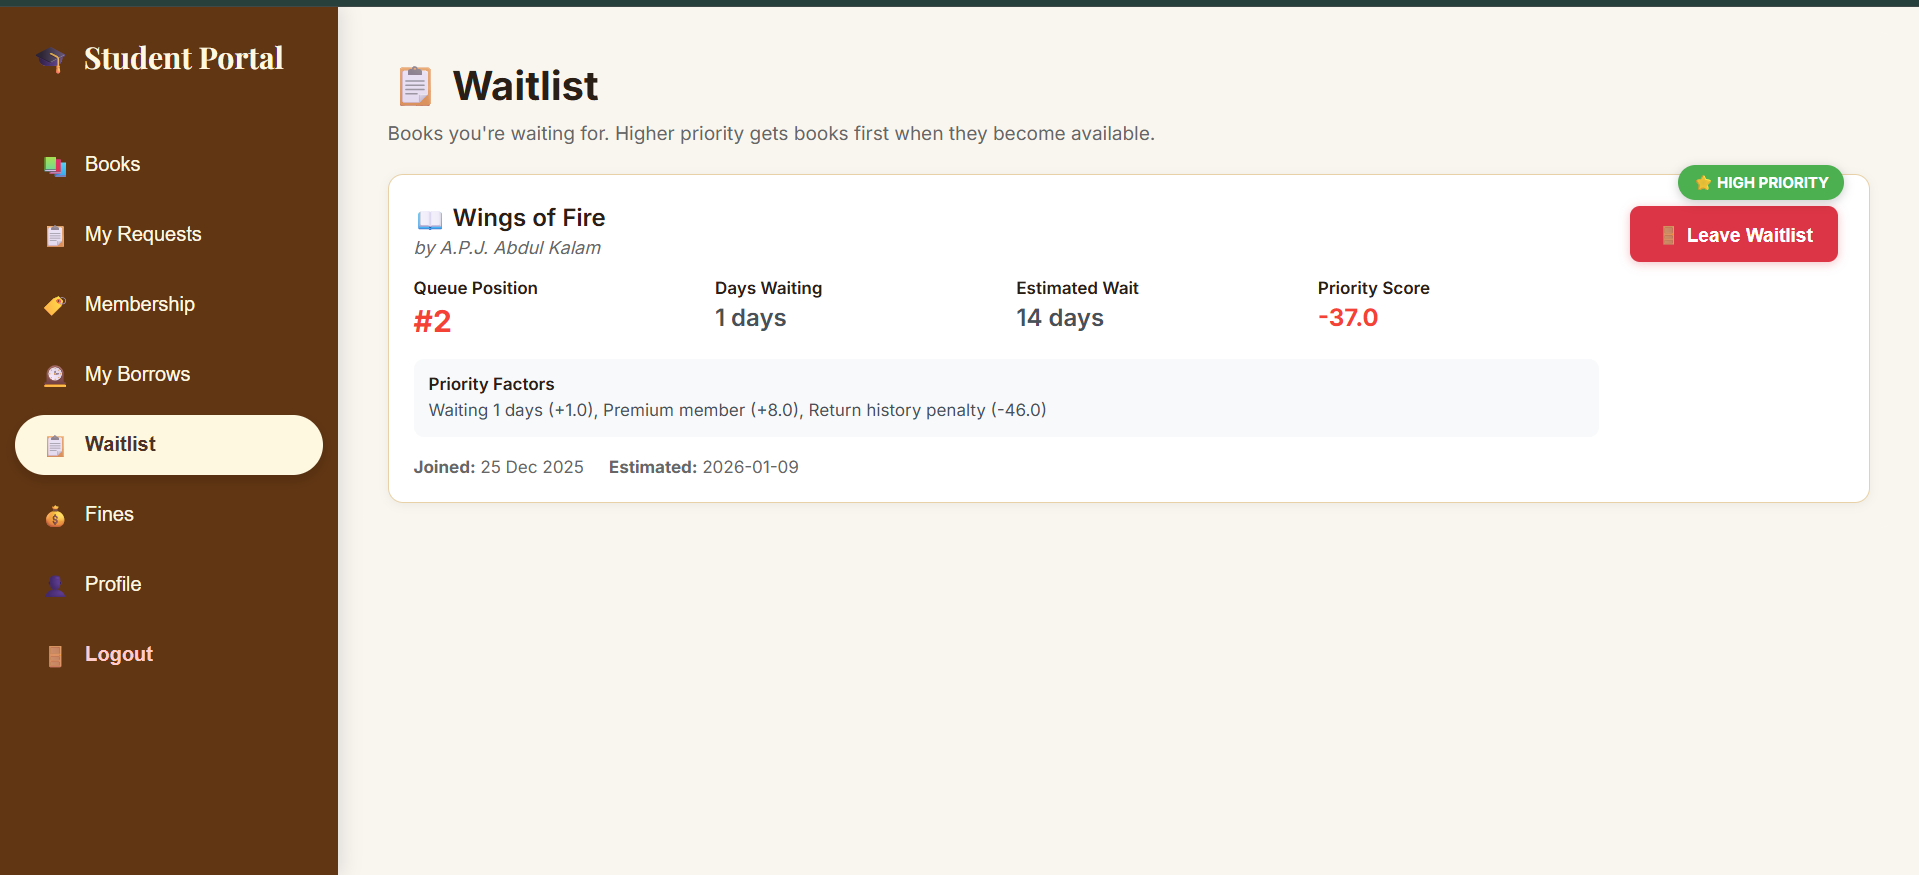 Student Portal
Books
My Requests
Membership
My Borrows
Waitlist
Fines
Profile
Logout
Waitlist
Books you're waiting for. Higher priority gets books first when they become available.
HIGH PRIORITY
Wings of Fire
Leave Waitlist
by A.P.J. Abdul Kalam
Queue Position Days Waiting Estimated Wait Priority Score
#2 1 days 14 days -37.0
Priority Factors
Waiting 1 days (+1.0), Premium member (+8.0), Return history penalty (-46.0)
Joined: 25 Dec 2025 Estimated: 2026-01-09